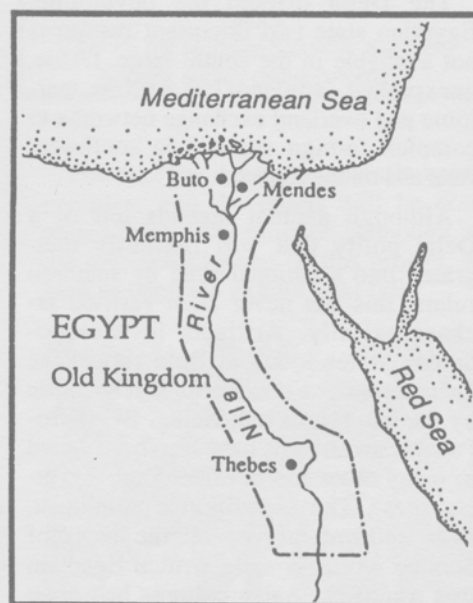 Mediterranean Sea
Buto
Mendes
Memphis
River
EGYPT
Old Kingdom
Nile
Red Sea
Thebes